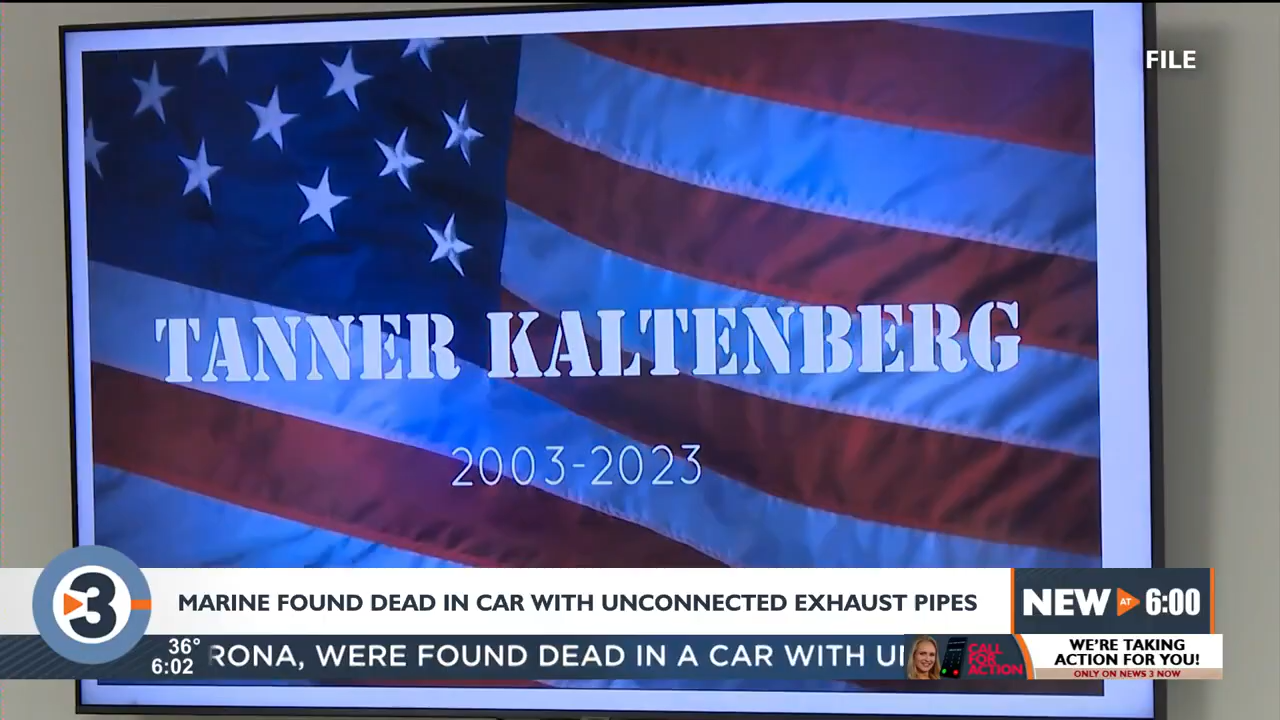 FILE
TANNER KALTENBERG
2003-2023
3
MARINE FOUND DEAD IN CAR WITH UNCONNECTED EXHAUST PIPES
NEW AT 6:00
36°
6:02
RONA, WERE FOUND DEAD IN A CAR WITH
CALL
FOR
ACTION
WE'RE TAKING
ACTION FOR YOU!
ONLY ON NEWS 3 NOW